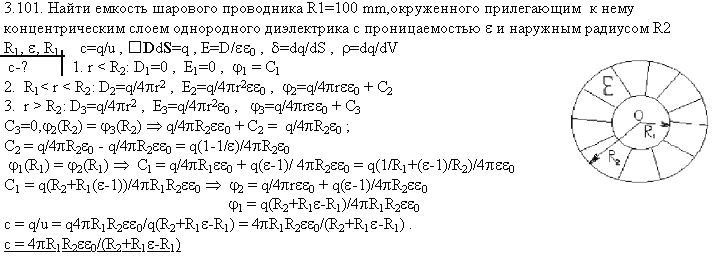 3.101. Найти емкость шарового проводника R1=100 mm,окруженного прилегающим к нему
концентрическим слоем однородного диэлектрика с проницаемостью ε и наружным радиусом R2
R₁, ε, R₁, c=q/u , □DdS=q , E=D/εε₀ , δ=dq/dS , ρ=dq/dV
c-? 1. r < R₂: D₁=0 , E₁=0 , φ₁ = C₁
2. R₁< r < R₂: D₂=q/4πr² , E₂=q/4πr²εε₀ , φ₂=q/4πrεε₀ + C₂
3. r > R₂: D₃=q/4πr² , E₃=q/4πr²ε₀ , φ₃=q/4πrεε₀ + C₃
C₃=0,φ₂(R₂) = φ₃(R₂) ⇒ q/4πR₂εε₀ + C₂ = q/4πR₂ε₀ ;
C₂ = q/4πR₂ε₀ - q/4πR₂εε₀ = q(1-1/ε)/4πR₂ε₀
φ₁(R₁) = φ₂(R₁) ⇒ C₁ = q/4πR₁εε₀ + q(ε-1)/ 4πR₂εε₀ = q(1/R₁+(ε-1)/R₂)/4πεε₀
C₁ = q(R₂+R₁(ε-1))/4πR₁R₂εε₀ ⇒ φ₂ = q/4πrεε₀ + q(ε-1)/4πR₂εε₀
φ₁ = q(R₂+R₁ε-R₁)/4πR₁R₂εε₀
c = q/u = q4πR₁R₂εε₀/q(R₂+R₁ε-R₁) = 4πR₁R₂εε₀/(R₂+R₁ε-R₁) .
c = 4πR₁R₂εε₀/(R₂+R₁ε-R₁)
ε
O
R₁
R₂